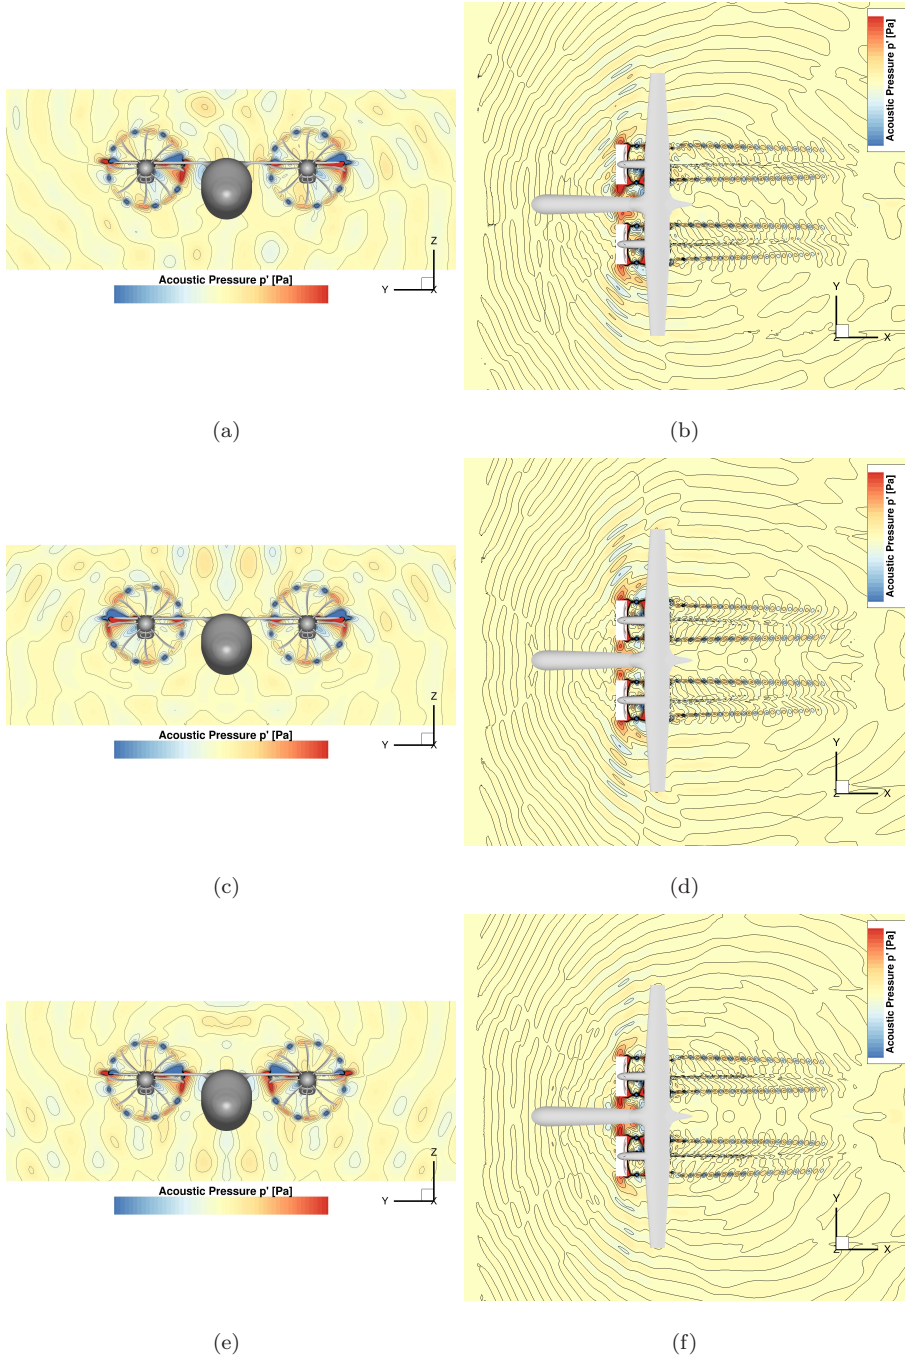 Acoustic Pressure p' [Pa]
Z
Y
X
Acoustic Pressure p' [Pa]
Y
Z
X
(a)
(b)
Acoustic Pressure p' [Pa]
Z
Y
X
Acoustic Pressure p' [Pa]
Y
Z
X
(c)
(d)
Acoustic Pressure p' [Pa]
Z
Y
X
Acoustic Pressure p' [Pa]
Y
Z
X
(e)
(f)